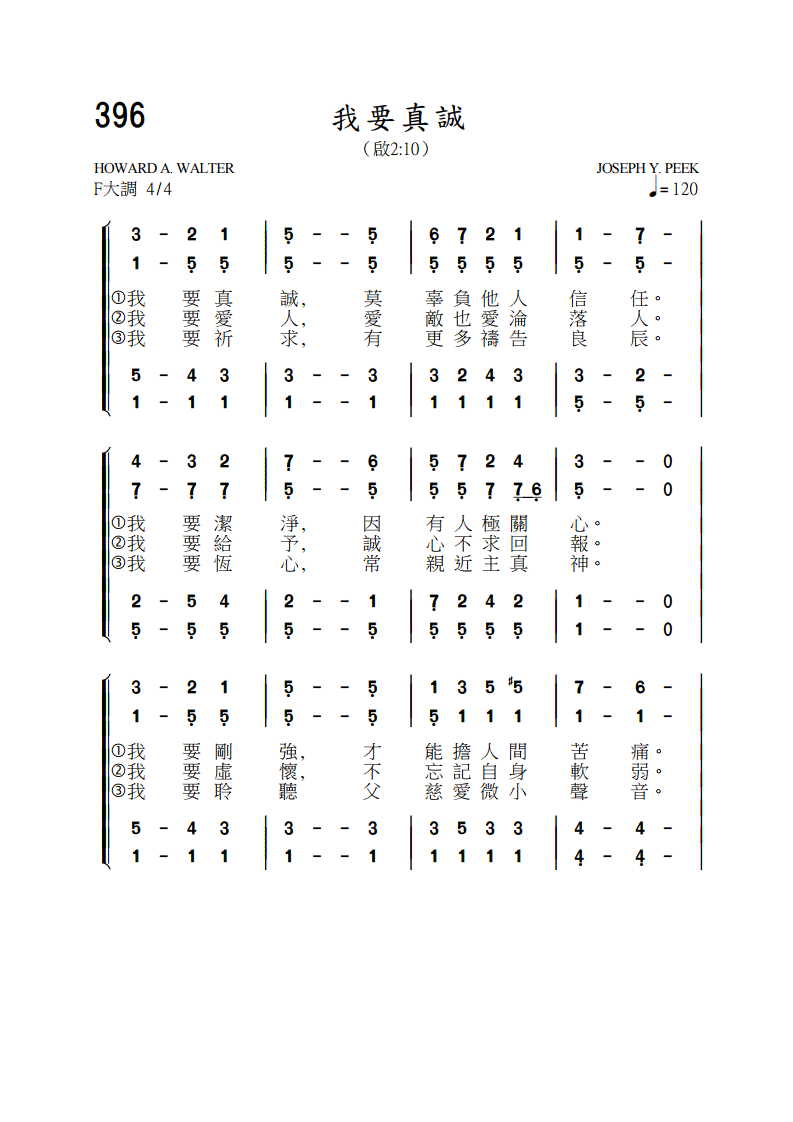 396
我要真誠
（啟2:10）
HOWARD A. WALTER
JOSEPH Y. PEEK
F大調 4/4
♩= 120
3 - 2 1 | 5̣ - - 5̣ | 6̣ 7̣ 2 1 | 1 - 7̣ - |
1 - 5̣ 5̣ | 5̣ - - 5̣ | 5̣ 5̣ 5̣ 5̣ | 5̣ - 5̣ - |
①我 要真 誠, 莫 辜負他人 信 任。
②我 要愛 人, 愛 敵也愛淪 落 人。
③我 要祈 求, 有 更多禱告 良 辰。
5 - 4 3 | 3 - - 3 | 3 2 4 3 | 3 - 2 - |
1 - 1 1 | 1 - - 1 | 1 1 1 1 | 5̣ - 5̣ - |
4 - 3 2 | 7̣ - - 6̣ | 5̣ 7̣ 2 4 | 3 - - 0 |
7̣ - 7̣ 7̣ | 5̣ - - 5̣ | 5̣ 5̣ 7̣ 7̣ 6̣ | 5̣ - - 0 |
①我 要潔 淨, 因 有人極關 心。
②我 要給 予, 誠 心不求回 報。
③我 要恆 心, 常 親近主真 神。
2 - 5 4 | 2 - - 1 | 7̣ 2 4 2 | 1 - - 0 |
5̣ - 5̣ 5̣ | 5̣ - - 5̣ | 5̣ 5̣ 5̣ 5̣ | 1 - - 0 |
3 - 2 1 | 5̣ - - 5̣ | 1 3 5 ♯5 | 7 - 6 - |
1 - 5̣ 5̣ | 5̣ - - 5̣ | 5̣ 1 1 1 | 1 - 1 - |
①我 要剛 強, 才 能擔人間 苦 痛。
②我 要虛 懷, 不 忘記自身 軟 弱。
③我 要聆 聽 父 慈愛微小 聲 音。
5 - 4 3 | 3 - - 3 | 3 5 3 3 | 4 - 4 - |
1 - 1 1 | 1 - - 1 | 1 1 1 1 | 4̣ - 4̣ - |